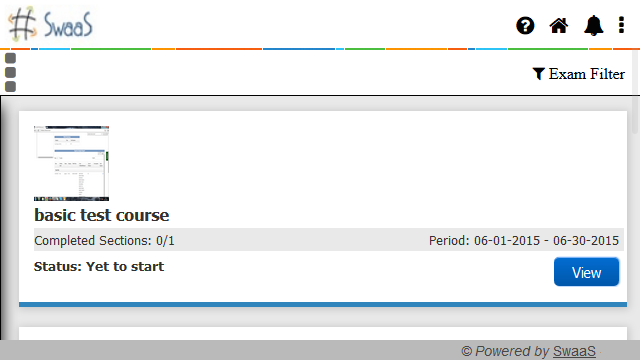 SwaaS
Exam Filter
basic test course
Completed Sections: 0/1
Period: 06-01-2015 - 06-30-2015
Status: Yet to start
View
© Powered by SwaaS